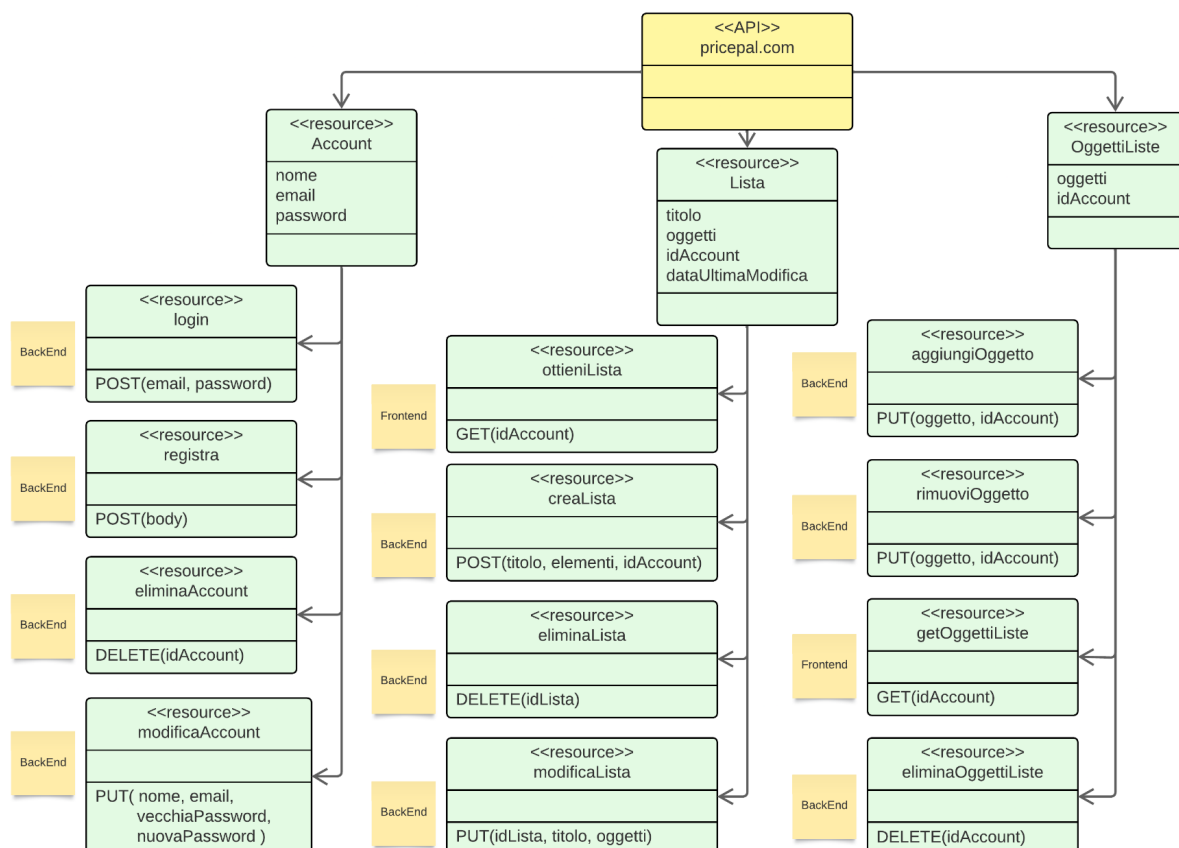 <<API>>
pricepal.com
<<resource>>
Account
nome
email
password
<<resource>>
login
POST(email, password)
BackEnd
<<resource>>
registra
POST(body)
BackEnd
<<resource>>
eliminaAccount
DELETE(idAccount)
BackEnd
<<resource>>
modificaAccount
PUT( nome, email,
vecchiaPassword,
nuovaPassword )
BackEnd
<<resource>>
Lista
titolo
oggetti
idAccount
dataUltimaModifica
<<resource>>
ottieniLista
GET(idAccount)
Frontend
<<resource>>
creaLista
POST(titolo, elementi, idAccount)
BackEnd
<<resource>>
eliminaLista
DELETE(idLista)
BackEnd
<<resource>>
modificaLista
PUT(idLista, titolo, oggetti)
BackEnd
<<resource>>
OggettiListe
oggetti
idAccount
<<resource>>
aggiungiOggetto
PUT(oggetto, idAccount)
BackEnd
<<resource>>
rimuoviOggetto
PUT(oggetto, idAccount)
BackEnd
<<resource>>
getOggettiListe
GET(idAccount)
Frontend
<<resource>>
eliminaOggettiListe
DELETE(idAccount)
BackEnd